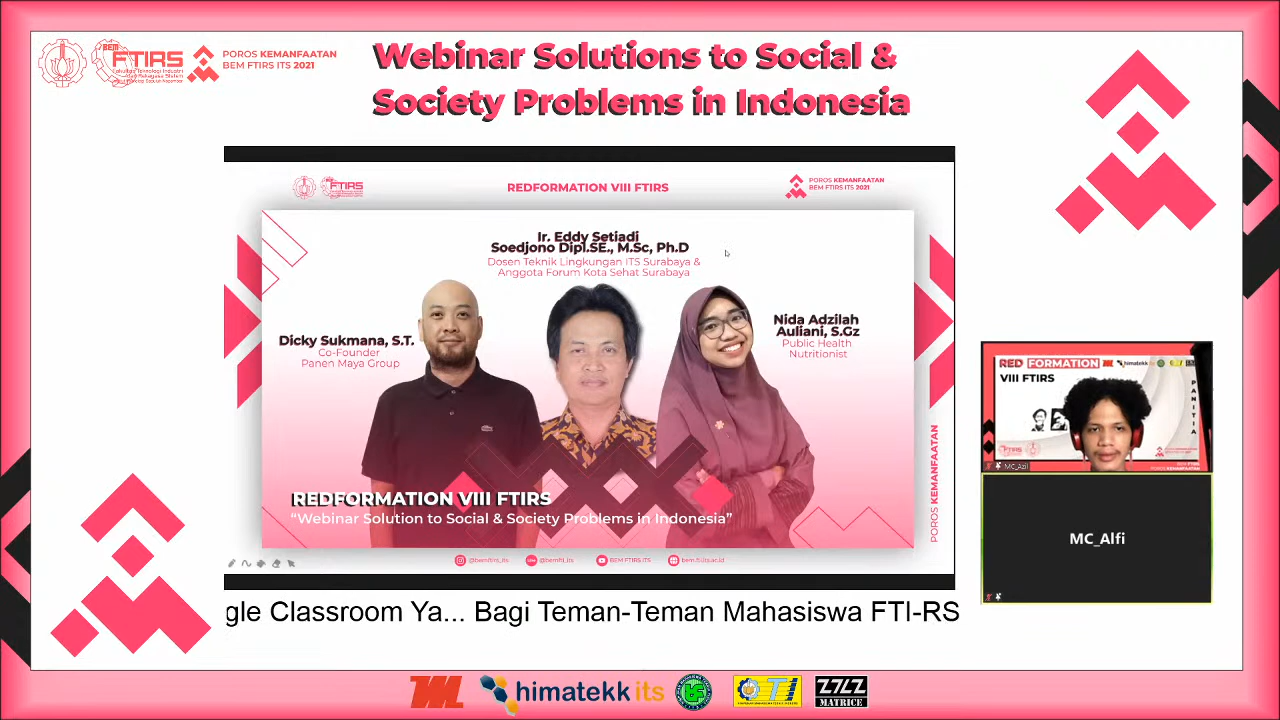 BEM
FTIRS
POROS KEMANFAATAN
BEM FTIRS ITS 2021
Webinar Solutions to Social &
Society Problems in Indonesia
FTIRS
REDFORMATION VIII FTIRS
POROS KEMANFAATAN
BEM FTIRS ITS 2021
Ir. Eddy Setiadi
Soedjono Dipl.SE., M.Sc, Ph.D
Dosen Teknik Lingkungan ITS Surabaya &
Anggota Forum Kota Sehat Surabaya
Dicky Sukmana, S.T.
Co-Founder
Panen Maya Group
Nida Adzilah
Auliani, S.Gz
Public Health
Nutritionist
REDFORMATION VIII FTIRS
“Webinar Solution to Social & Society Problems in Indonesia”
POROS KEMANFAATAN
@bemftirs_its
BEM FTIRS ITS
RED FORMATION
VIII FTIRS
himatekk
PANITIA
MC_Azil
MC_Alfi
gle Classroom Ya... Bagi Teman-Teman Mahasiswa FTI-RS
himatekk its
MATRICE